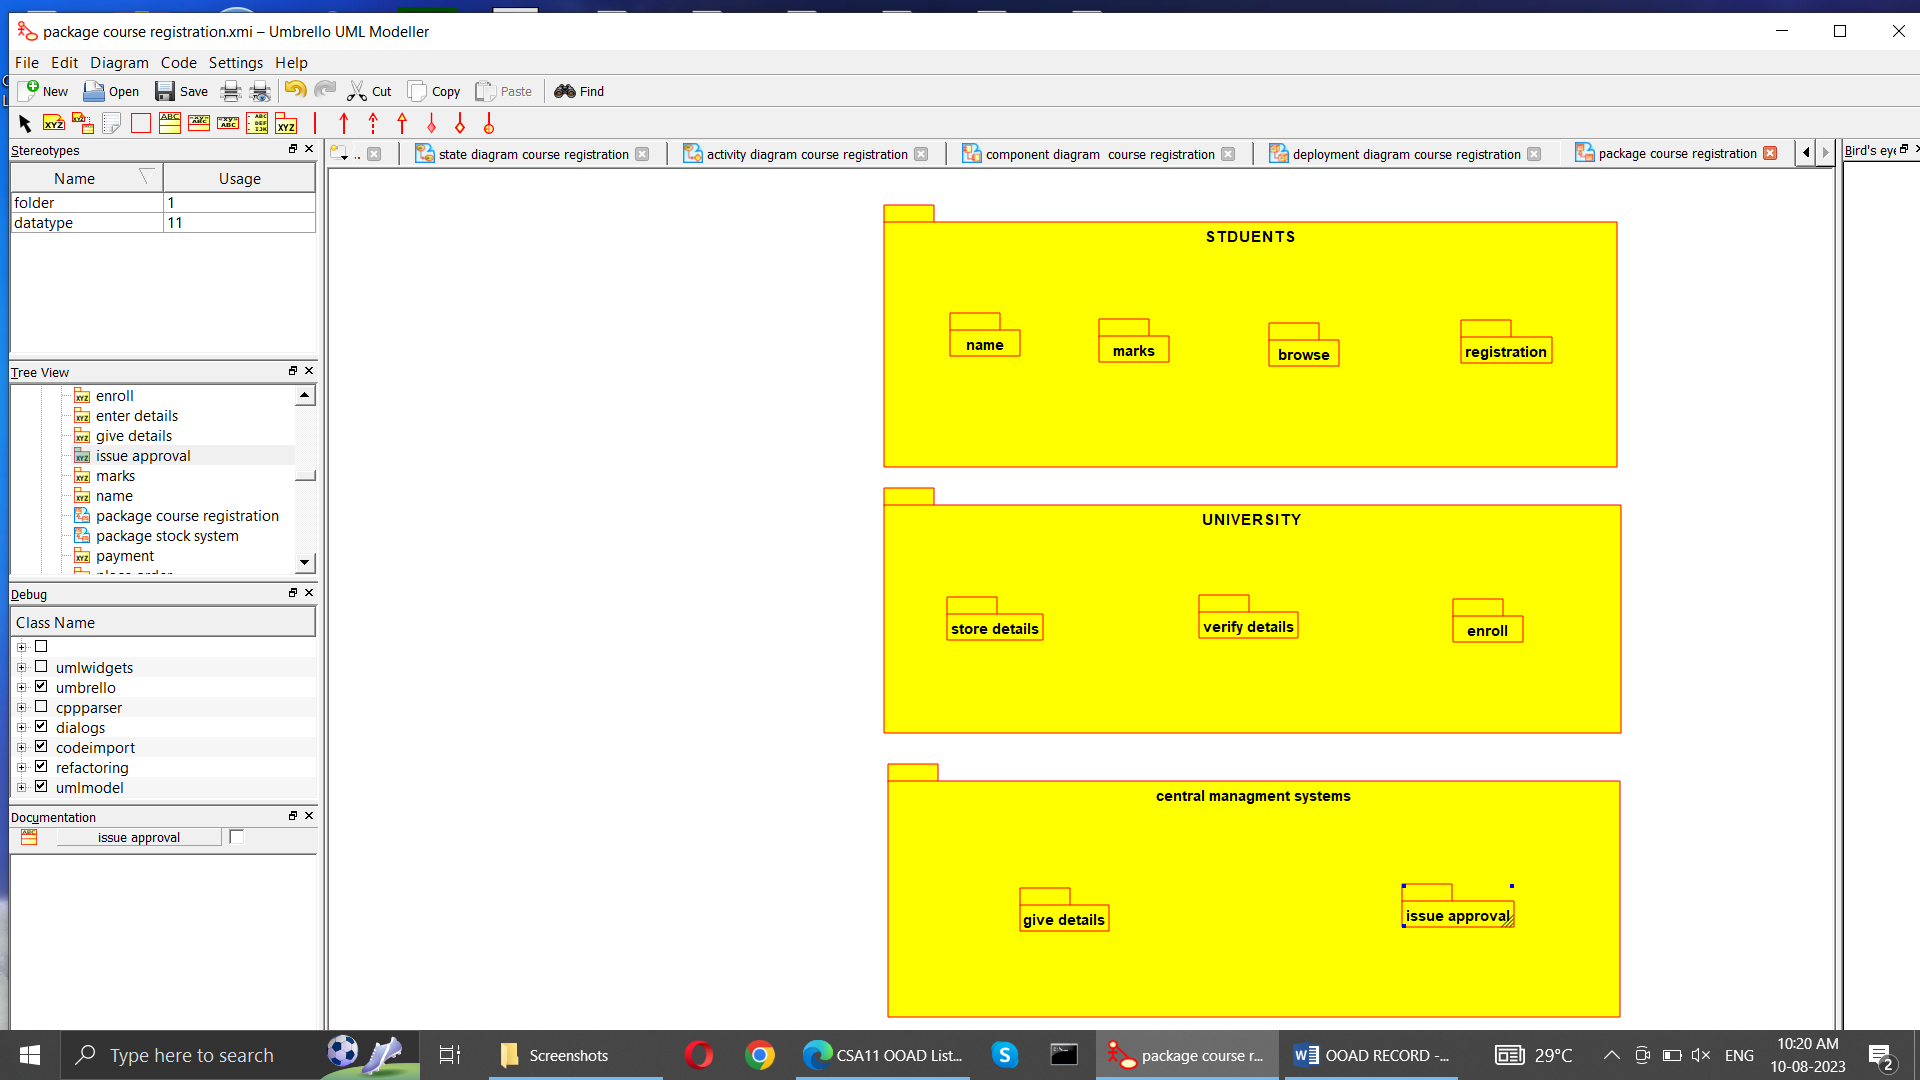 package course registration.xmi – Umbrello UML Modeller
File Edit Diagram Code Settings Help
New Open Save Cut Copy Paste Find
Stereotypes
.. state diagram course registration activity diagram course registration component diagram course registration deployment diagram course registration package course registration
Bird's eye
Name Usage
folder 1
datatype 11
Tree View
enroll
enter details
give details
issue approval
marks
name
package course registration
package stock system
payment
place order
Debug
Class Name
umlwidgets
umbrello
cppparser
dialogs
codeimport
refactoring
umlmodel
Documentation
issue approval
STDUENTS
name marks browse registration
UNIVERSITY
store details verify details enroll
central managment systems
give details issue approval
Type here to search
Screenshots
CSA11 OOAD List...
package course r...
OOAD RECORD -...
29°C
ENG
10:20 AM
10-08-2023
2